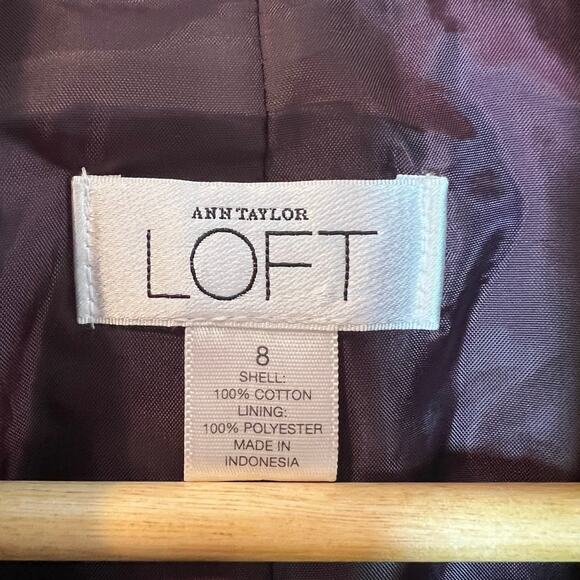 ANN TAYLOR
LOFT
8
SHELL:
100% COTTON
LINING:
100% POLYESTER
MADE IN
INDONESIA